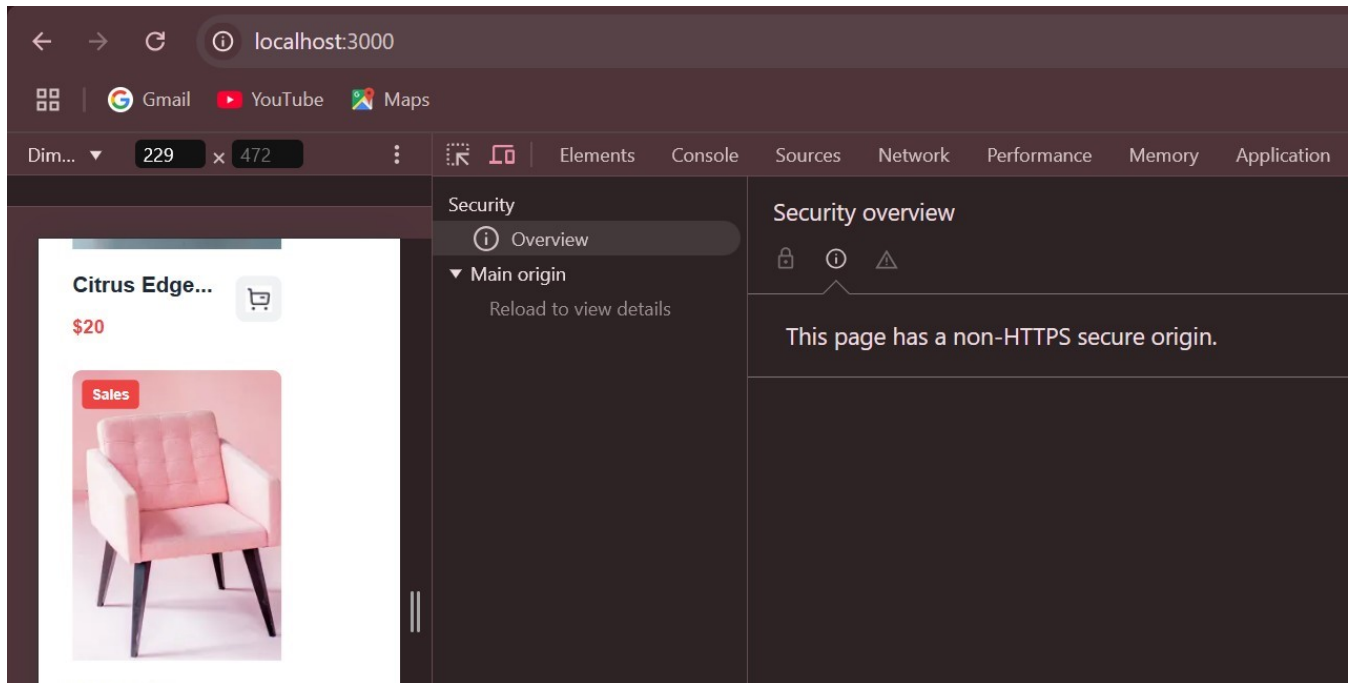 localhost:3000
Gmail YouTube Maps
Dim... 229 × 472 Elements Console Sources Network Performance Memory Application
Security
Overview
Main origin
Reload to view details
Security overview
This page has a non-HTTPS secure origin.
Citrus Edge...
$20
Sales